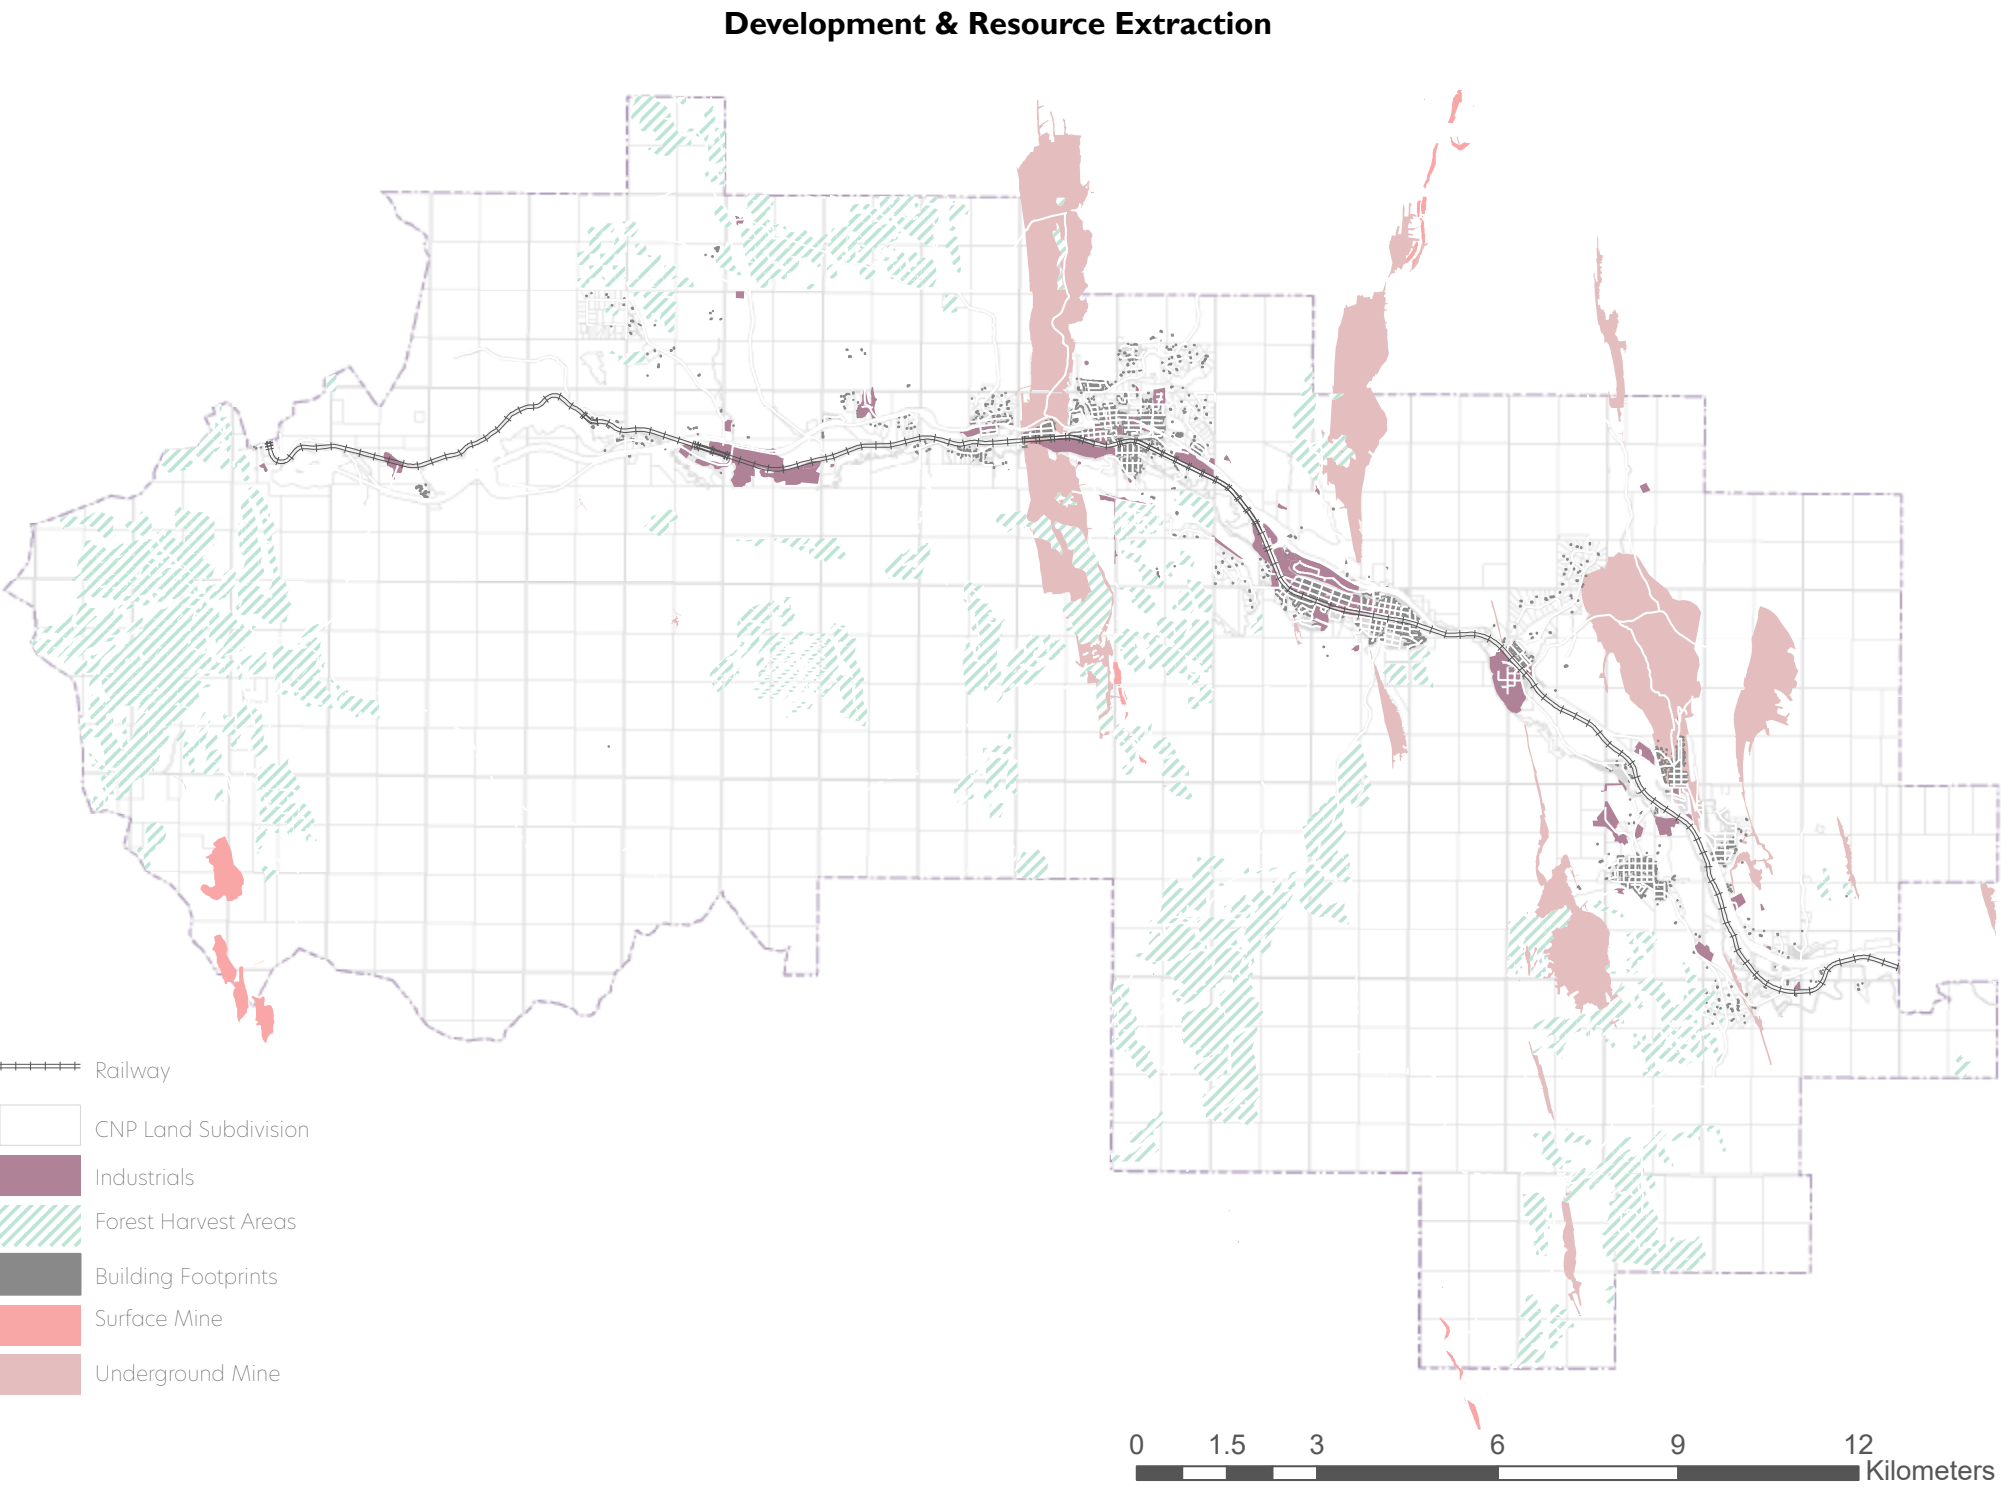 Development & Resource Extraction
Railway
CNP Land Subdivision
Industrials
Forest Harvest Areas
Building Footprints
Surface Mine
Underground Mine
0 1.5 3 6 9 12
Kilometers